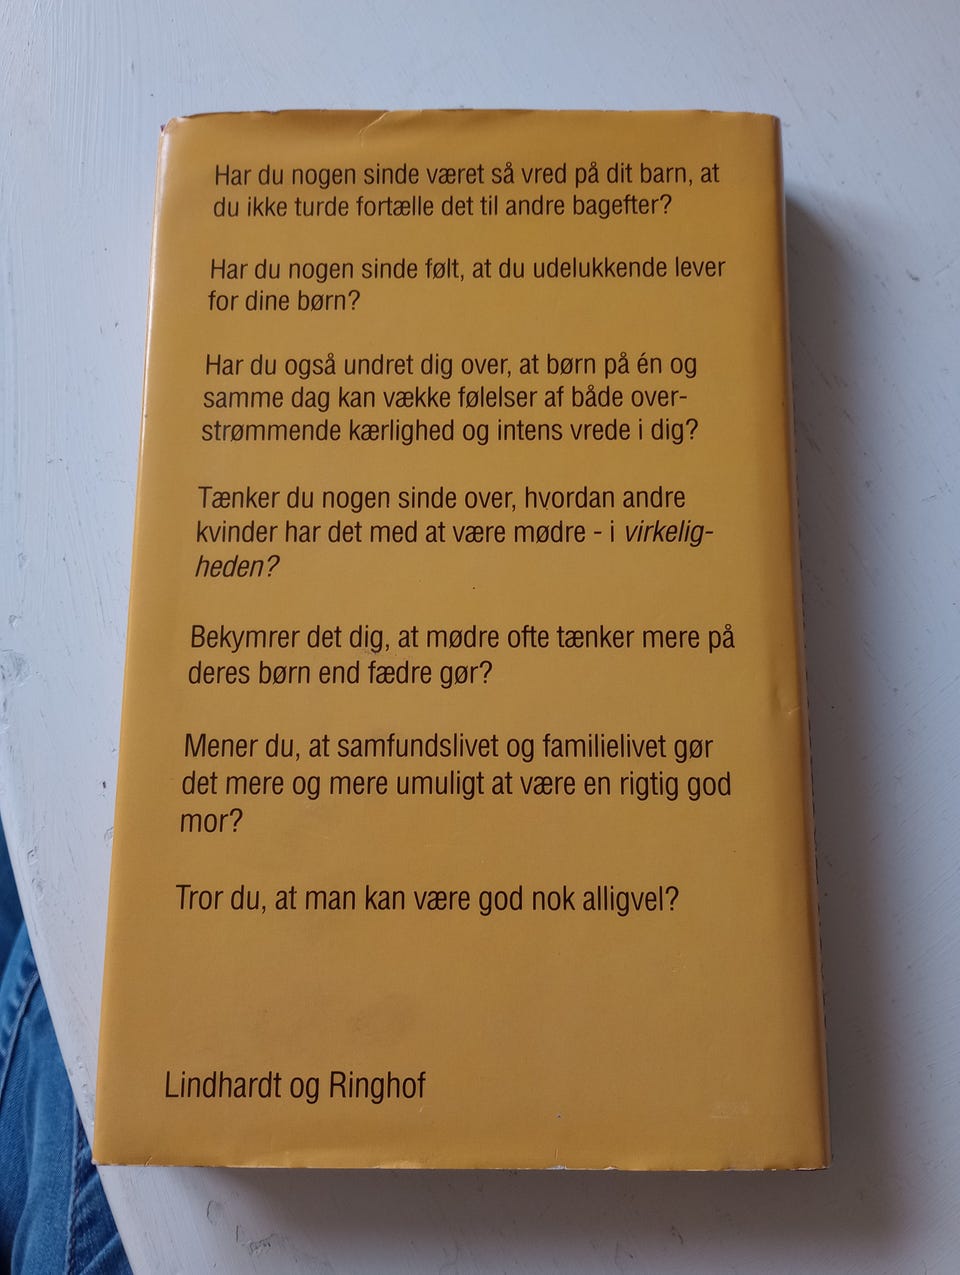 Har du nogen sinde været så vred på dit barn, at
du ikke turde fortælle det til andre bagefter?
Har du nogen sinde følt, at du udelukkende lever
for dine børn?
Har du også undret dig over, at børn på én og
samme dag kan vække følelser af både over-
strømmende kærlighed og intens vrede i dig?
Tænker du nogen sinde over, hvordan andre
kvinder har det med at være mødre - i virkelig-
heden?
Bekymrer det dig, at mødre ofte tænker mere på
deres børn end fædre gør?
Mener du, at samfundslivet og familielivet gør
det mere og mere umuligt at være en rigtig god
mor?
Tror du, at man kan være god nok alligvel?
Lindhardt og Ringhof